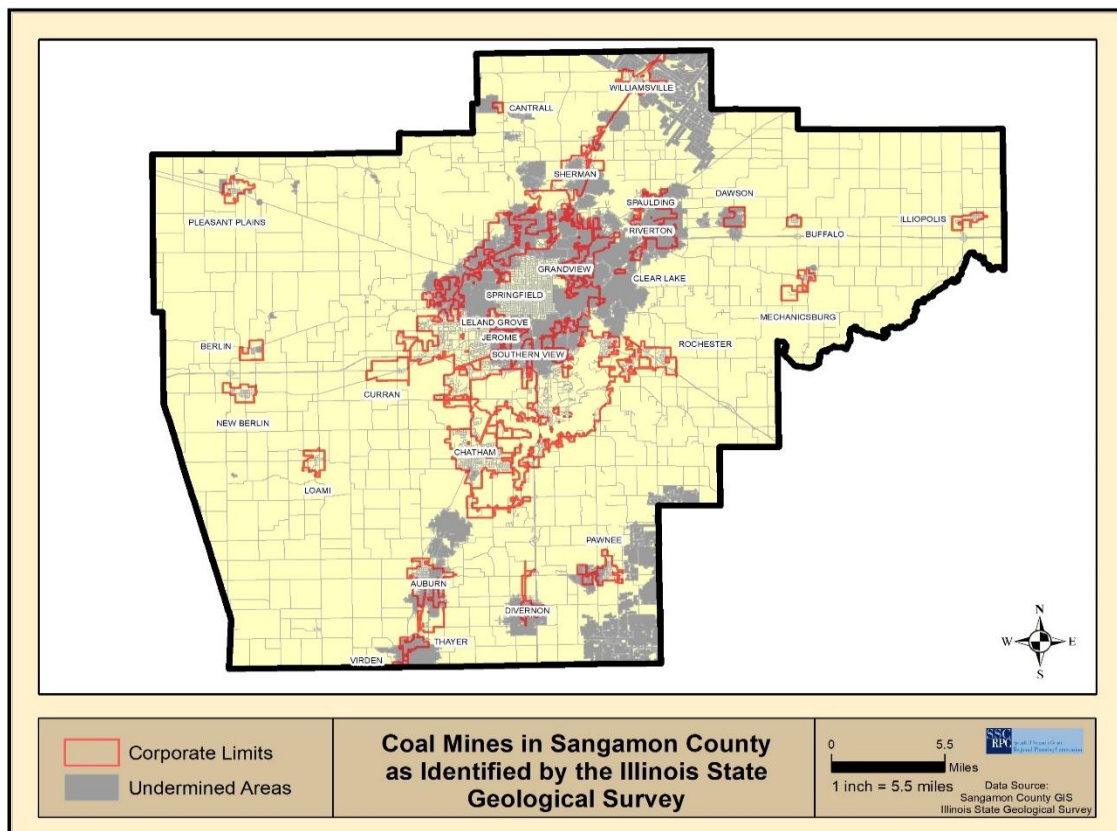 WILLIAMSVILLE
CANTRALL
SHERMAN
SPAULDING
DAWSON
PLEASANT PLAINS
RIVERTON
BUFFALO
ILLIOPOLIS
GRANDVIEW
CLEAR LAKE
SPRINGFIELD
MECHANICSBURG
LELAND GROVE
JEROME
BERLIN
ROCHESTER
SOUTHERN VIEW
CURRAN
NEW BERLIN
CHATHAM
LOAMI
PAWNEE
AUBURN
DIVERNON
THAYER
VIRDEN
N
W E
S
Corporate Limits
Undermined Areas
Coal Mines in Sangamon County
as Identified by the Illinois State
Geological Survey
0 5.5
Miles
1 inch = 5.5 miles
SSC
RPC
Data Source:
Sangamon County GIS
Illinois State Geological Survey